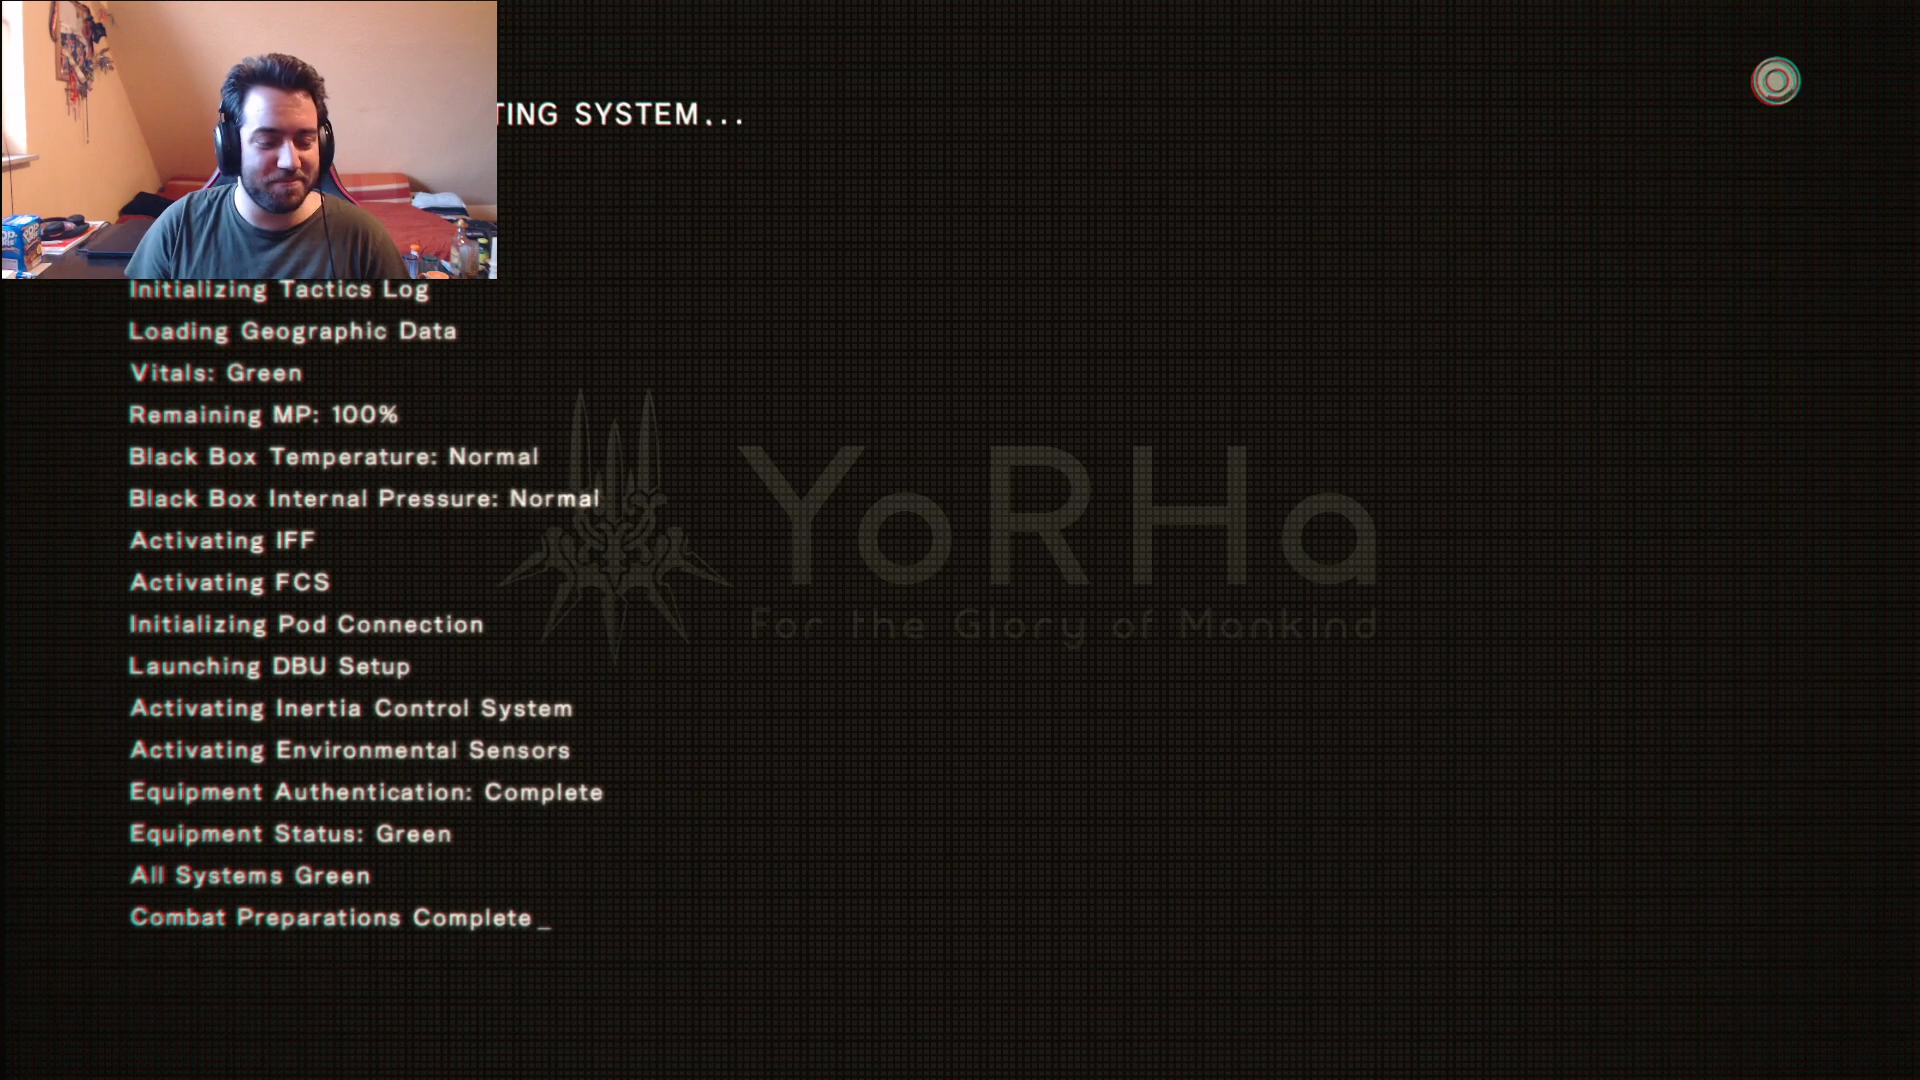 TING SYSTEM...
Initializing Tactics Log
Loading Geographic Data
Vitals: Green
Remaining MP: 100%
Black Box Temperature: Normal
Black Box Internal Pressure: Normal
Activating IFF
Activating FCS
Initializing Pod Connection
Launching DBU Setup
Activating Inertia Control System
Activating Environmental Sensors
Equipment Authentication: Complete
Equipment Status: Green
All Systems Green
Combat Preparations Complete _
YoRHa
For the Glory of Mankind